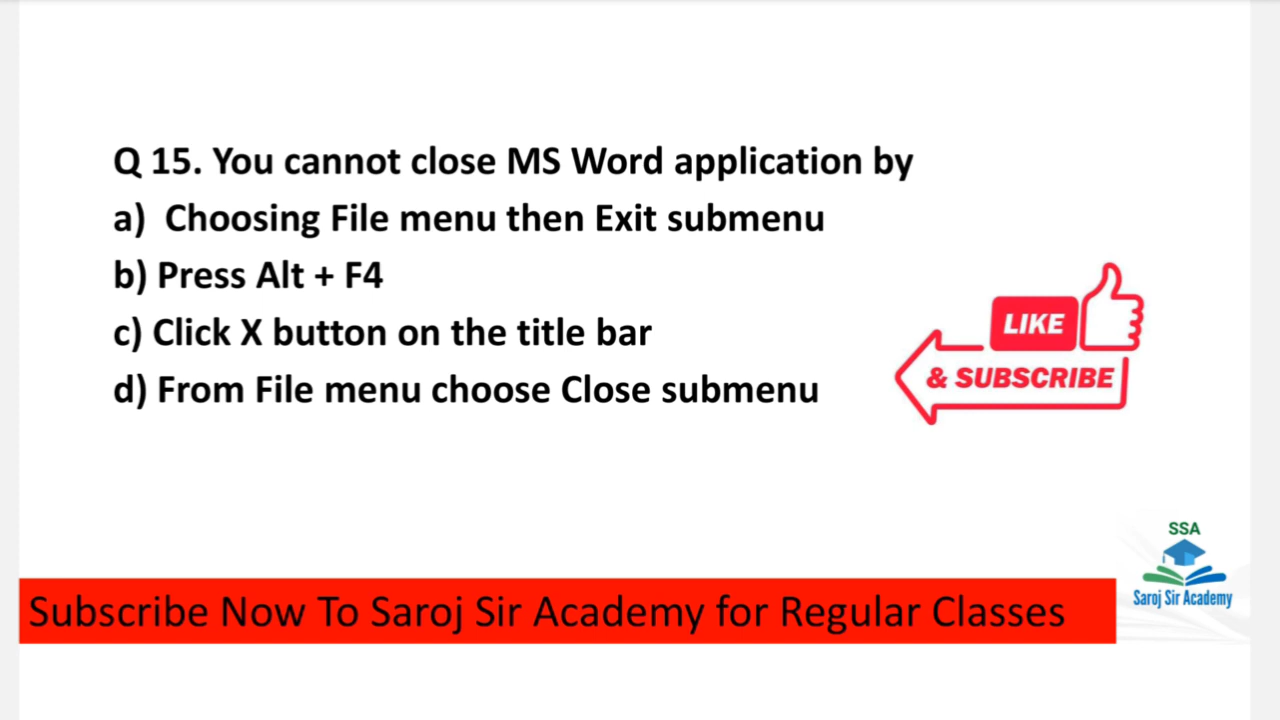 Q 15. You cannot close MS Word application by
a) Choosing File menu then Exit submenu
b) Press Alt + F4
c) Click X button on the title bar
d) From File menu choose Close submenu
LIKE
& SUBSCRIBE
SSA
Saroj Sir Academy
Subscribe Now To Saroj Sir Academy for Regular Classes